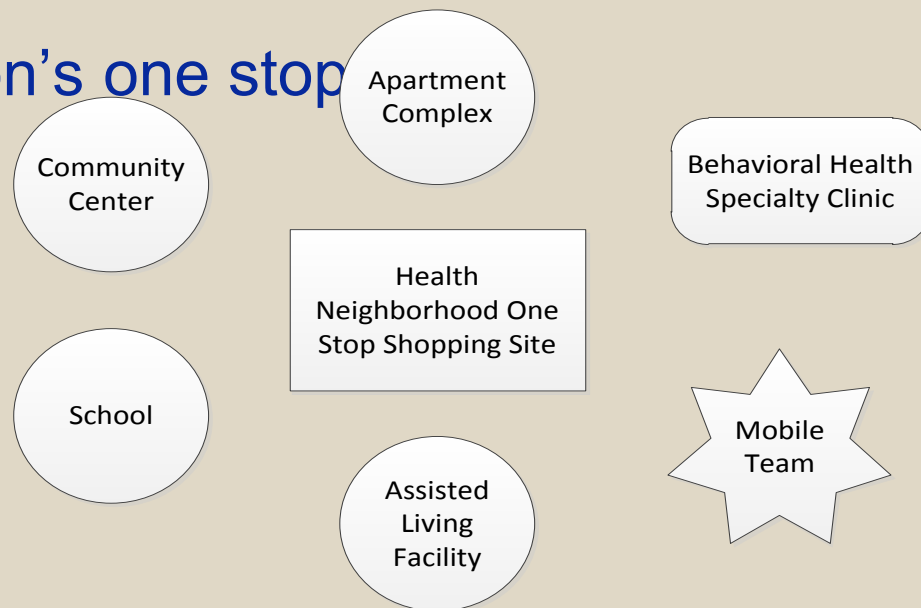 one stop
Apartment
Complex
Community
Center
Behavioral Health
Specialty Clinic
Health
Neighborhood One
Stop Shopping Site
School
Mobile
Team
Assisted
Living
Facility